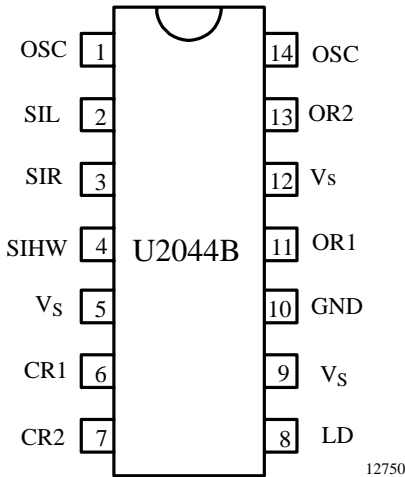 OSC 1 14 OSC
SIL 2 13 OR2
SIR 3 12 Vs
SIHW 4 U2044B 11 OR1
VS 5 10 GND
CR1 6 9 VS
CR2 7 8 LD
12750